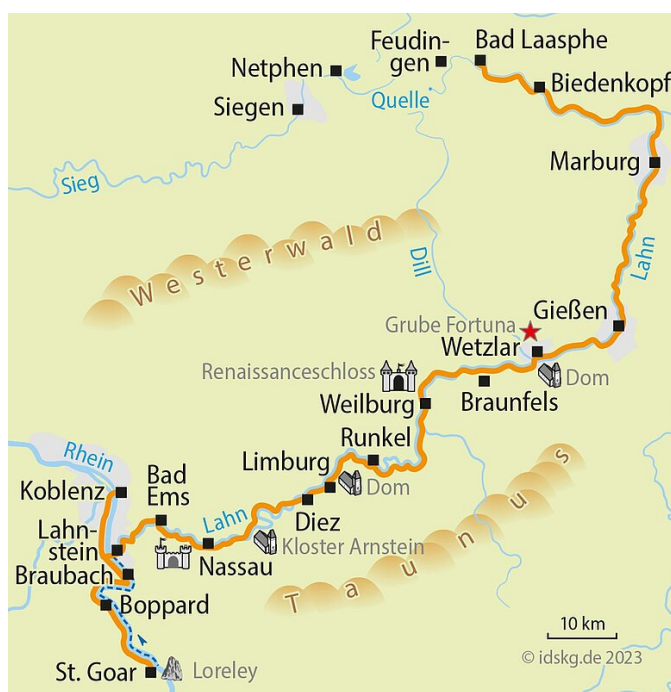 Feudin-
gen
Bad Laasphe
Netphen
Biedenkopf
Quelle
Siegen
Sieg
Marburg
Westerwald
Dill
Lahn
Gießen
Grube Fortuna
Wetzlar
Renaissanceschloss
Dom
Weilburg
Braunfels
Runkel
Rhein
Limburg
Bad
Ems
Koblenz
Dom
Lahn
Diez
Lahn-
stein
Kloster Arnstein
Taunus
Nassau
Braubach
Boppard
10 km
© idskg.de 2023
St. Goar
Loreley